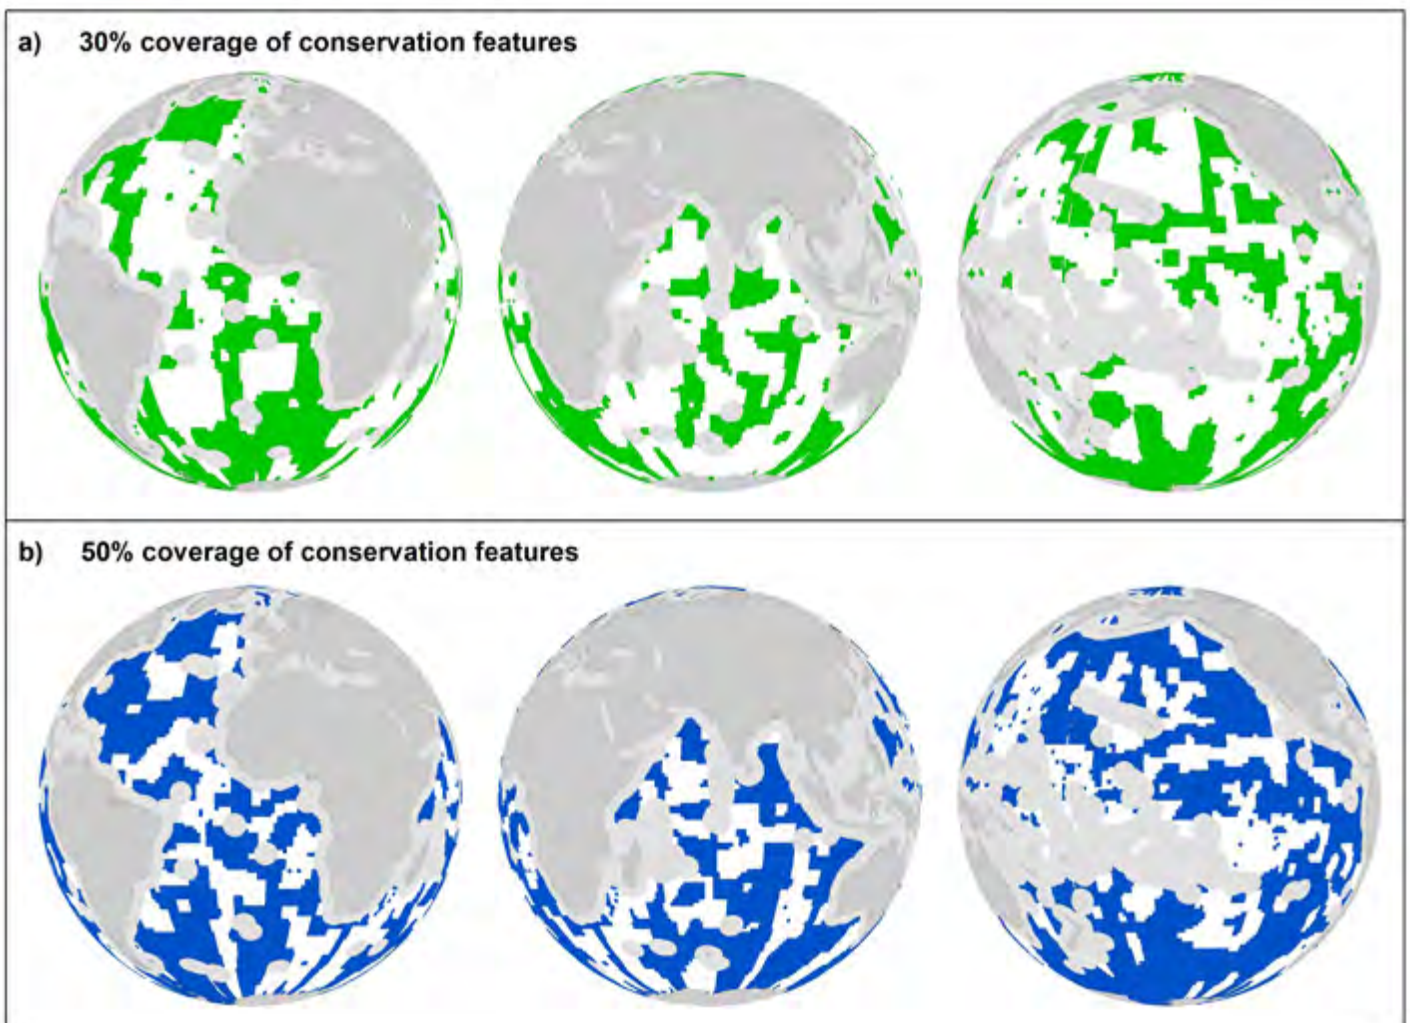 a) 30% coverage of conservation features
b) 50% coverage of conservation features